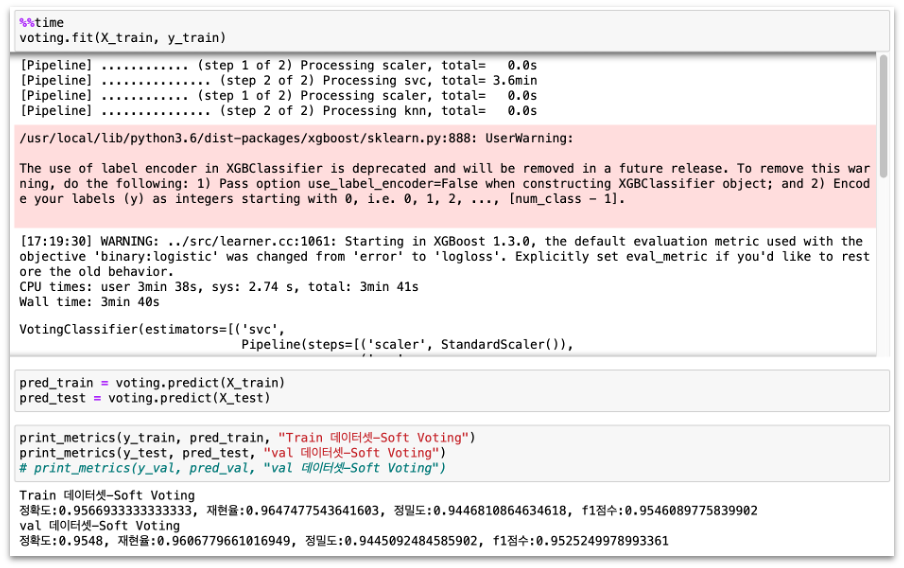 %%time
voting.fit(X_train, y_train)
[Pipeline] ............ (step 1 of 2) Processing scaler, total=   0.0s
[Pipeline] ............... (step 2 of 2) Processing svc, total= 3.6min
[Pipeline] ............ (step 1 of 2) Processing scaler, total=   0.0s
[Pipeline] ............... (step 2 of 2) Processing knn, total=   0.0s
/usr/local/lib/python3.6/dist-packages/xgboost/sklearn.py:888: UserWarning:
The use of label encoder in XGBClassifier is deprecated and will be removed in a future release. To remove this war
ning, do the following: 1) Pass option use_label_encoder=False when constructing XGBClassifier object; and 2) Encod
e your labels (y) as integers starting with 0, i.e. 0, 1, 2, ..., [num_class - 1].
[17:19:30] WARNING: ../src/learner.cc:1061: Starting in XGBoost 1.3.0, the default evaluation metric used with the
objective 'binary:logistic' was changed from 'error' to 'logloss'. Explicitly set eval_metric if you'd like to rest
ore the old behavior.
CPU times: user 3min 38s, sys: 2.74 s, total: 3min 41s
Wall time: 3min 40s
VotingClassifier(estimators=[('svc',
Pipeline(steps=[('scaler', StandardScaler()),
pred_train = voting.predict(X_train)
pred_test = voting.predict(X_test)
print_metrics(y_train, pred_train, "Train 데이터셋-Soft Voting")
print_metrics(y_test, pred_test, "val 데이터셋-Soft Voting")
# print_metrics(y_val, pred_val, "val 데이터셋-Soft Voting")
Train 데이터셋-Soft Voting
정확도:0.9566933333333333, 재현율:0.9647477543641603, 정밀도:0.9446810864634618, f1점수:0.9546089775839902
val 데이터셋-Soft Voting
정확도:0.9548, 재현율:0.9606779661016949, 정밀도:0.9445092484585902, f1점수:0.9525249978993361